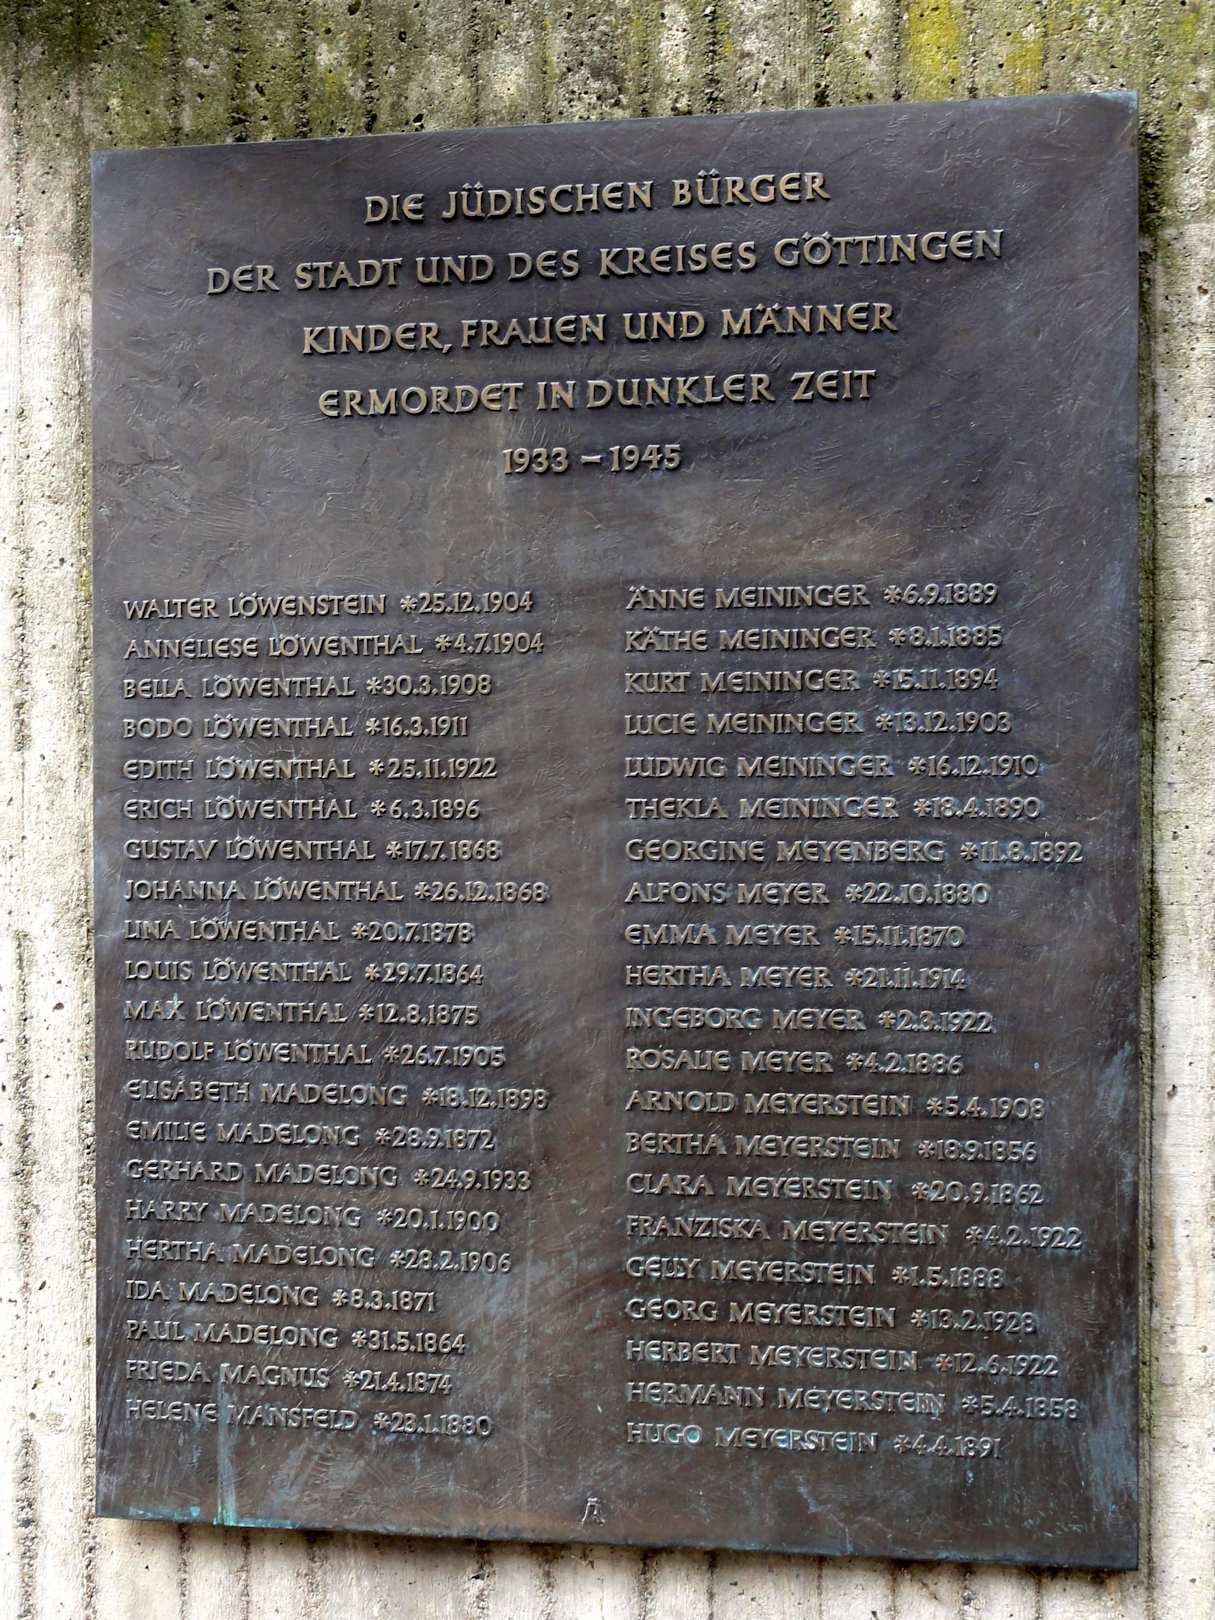 DIE JÜDISCHEN BÜRGER
DER STADT UND DES KREISES GÖTTINGEN
KINDER, FRAUEN UND MÄNNER
ERMORDET IN DUNKLER ZEIT
1933 – 1945
WALTER LÖWENSTEIN *25.12.1904
ANNELIESE LÖWENTHAL *4.7.1904
BELLA LÖWENTHAL *30.3.1908
BODO LÖWENTHAL *16.3.1911
EDITH LÖWENTHAL *25.11.1922
ERICH LÖWENTHAL *6.3.1896
GUSTAV LÖWENTHAL *17.7.1868
JOHANNA LÖWENTHAL *26.12.1868
LINA LÖWENTHAL *20.7.1878
LOUIS LÖWENTHAL *29.7.1864
MAX LÖWENTHAL *12.8.1875
RUDOLF LÖWENTHAL *26.7.1905
ELISABETH MADELONG *18.12.1898
EMILIE MADELONG *28.9.1872
GERHARD MADELONG *24.9.1933
HARRY MADELONG *20.1.1900
HERTHA MADELONG *28.2.1906
IDA MADELONG *8.3.1871
PAUL MADELONG *31.5.1864
FRIEDA MAGNUS *21.4.1874
HELENE MANSFELD *23.1.1880
ÄNNE MEININGER *6.9.1889
KÄTHE MEININGER *8.1.1885
KURT MEININGER *15.11.1894
LUCIE MEININGER *13.12.1903
LUDWIG MEININGER *16.12.1910
THEKLA MEININGER *18.4.1890
GEORGINE MEYENBERG *11.8.1892
ALFONS MEYER *22.10.1880
EMMA MEYER *15.11.1870
HERTHA MEYER *21.11.1914
INGEBORG MEYER *2.3.1922
ROSALIE MEYER *4.2.1886
ARNOLD MEYERSTEIN *5.4.1908
BERTHA MEYERSTEIN *18.9.1856
CLARA MEYERSTEIN *20.9.1862
FRANZISKA MEYERSTEIN *4.2.1922
GELLY MEYERSTEIN *1.5.1888
GEORG MEYERSTEIN *13.2.1928
HERBERT MEYERSTEIN *12.6.1922
HERMANN MEYERSTEIN *5.4.1858
HUGO MEYERSTEIN *4.4.1891